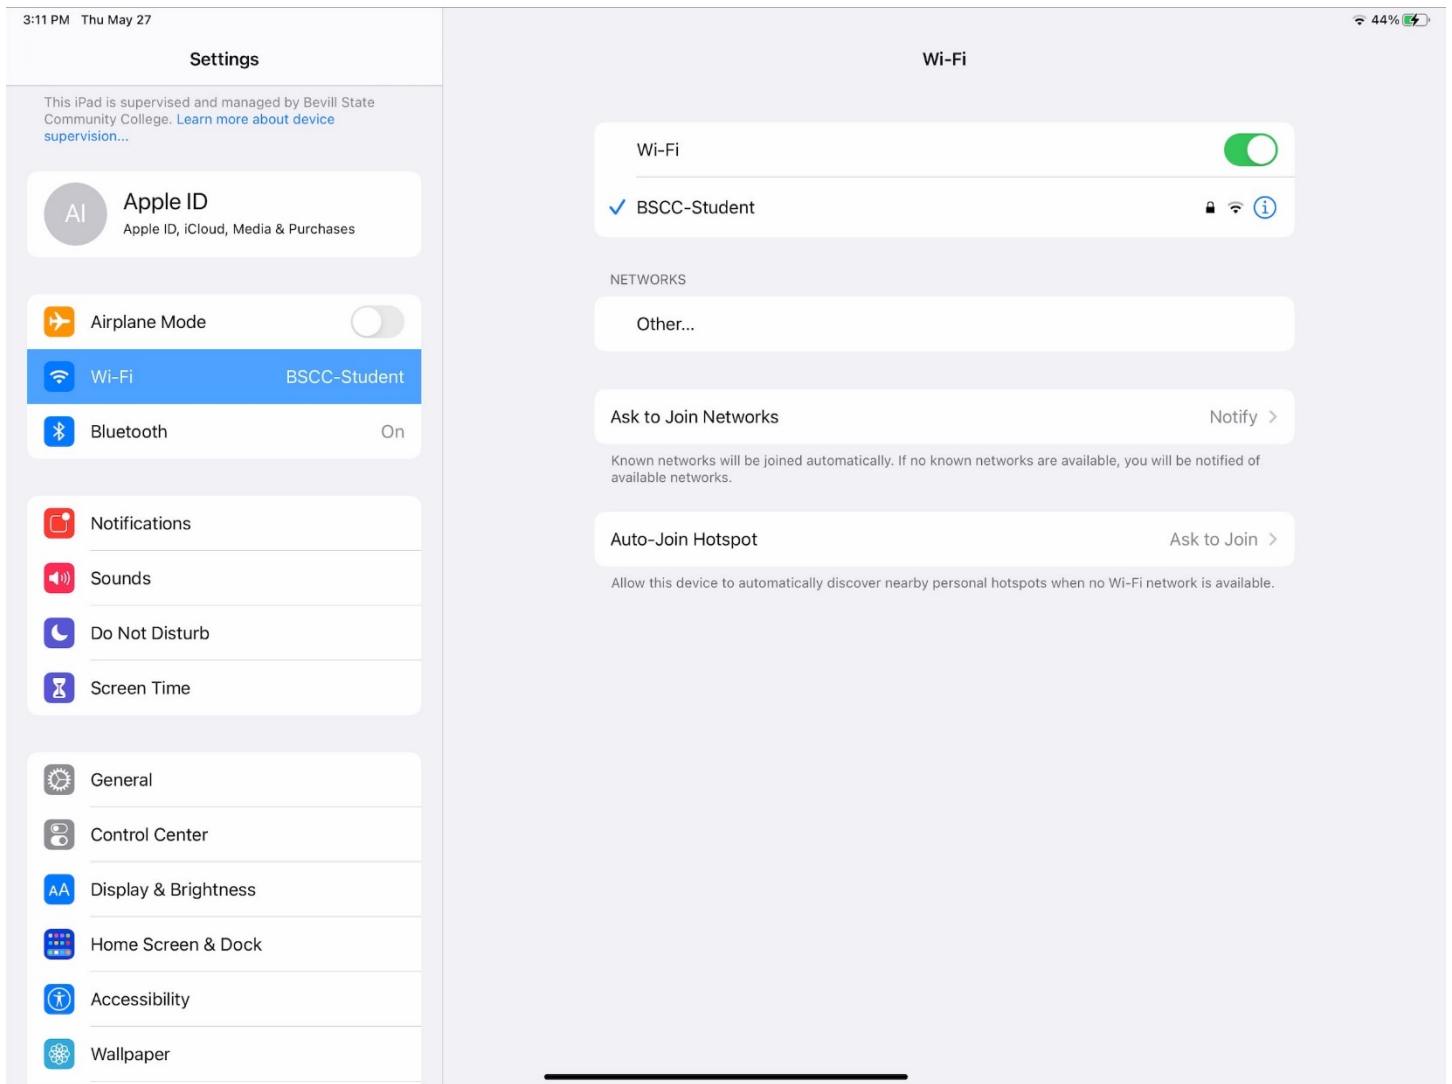 3:11 PM Thu May 27
44%
Settings
This iPad is supervised and managed by Bevill State
Community College. Learn more about device
supervision...
AI
Apple ID
Apple ID, iCloud, Media & Purchases
Airplane Mode
Wi-Fi BSCC-Student
Bluetooth On
Notifications
Sounds
Do Not Disturb
Screen Time
General
Control Center
AA
Display & Brightness
Home Screen & Dock
Accessibility
Wallpaper
Wi-Fi
Wi-Fi
BSCC-Student
NETWORKS
Other...
Ask to Join Networks Notify
Known networks will be joined automatically. If no known networks are available, you will be notified of
available networks.
Auto-Join Hotspot Ask to Join
Allow this device to automatically discover nearby personal hotspots when no Wi-Fi network is available.